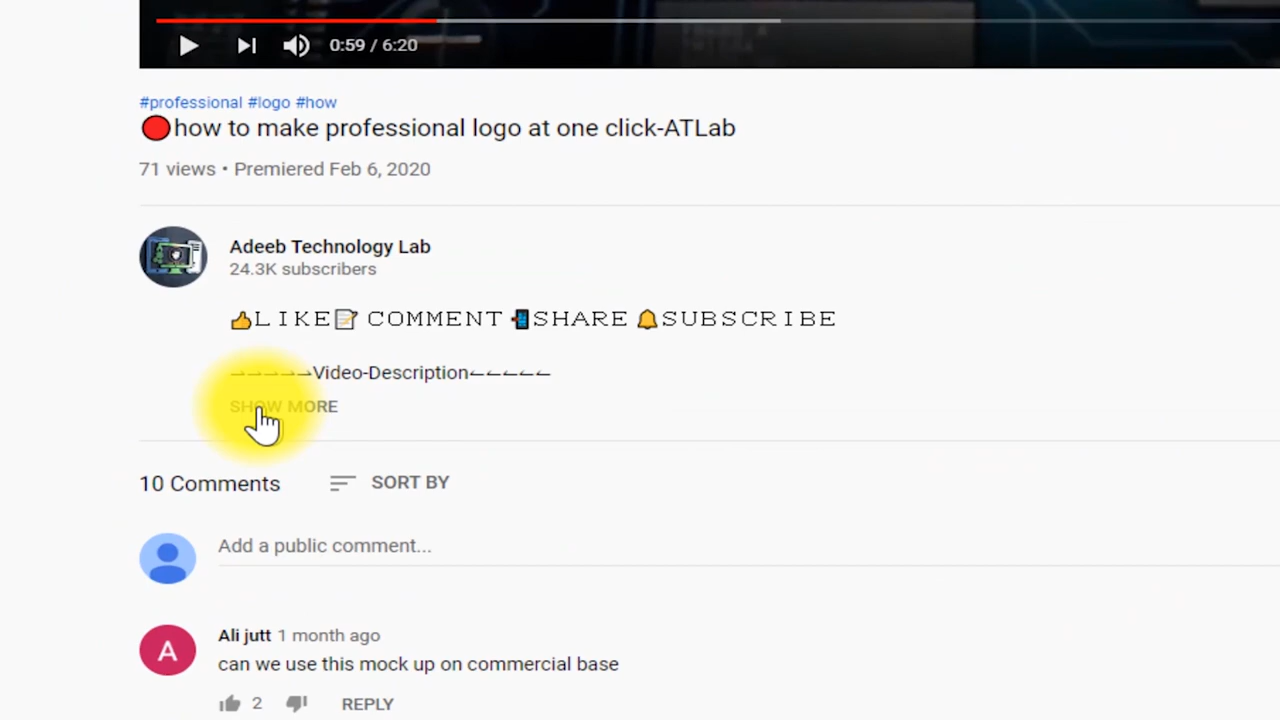 0:59 / 6:20
#professional #logo #how
🔴how to make professional logo at one click-ATLab
71 views • Premiered Feb 6, 2020
Adeeb Technology Lab
24.3K subscribers
👍LIKE📝 COMMENT 📲SHARE 🔔SUBSCRIBE
⇀⇀⇀⇀⇀Video-Description↼↼↼↼↼
SHOW MORE
10 Comments SORT BY
Add a public comment...
A
Ali jutt 1 month ago
can we use this mock up on commercial base
2 REPLY